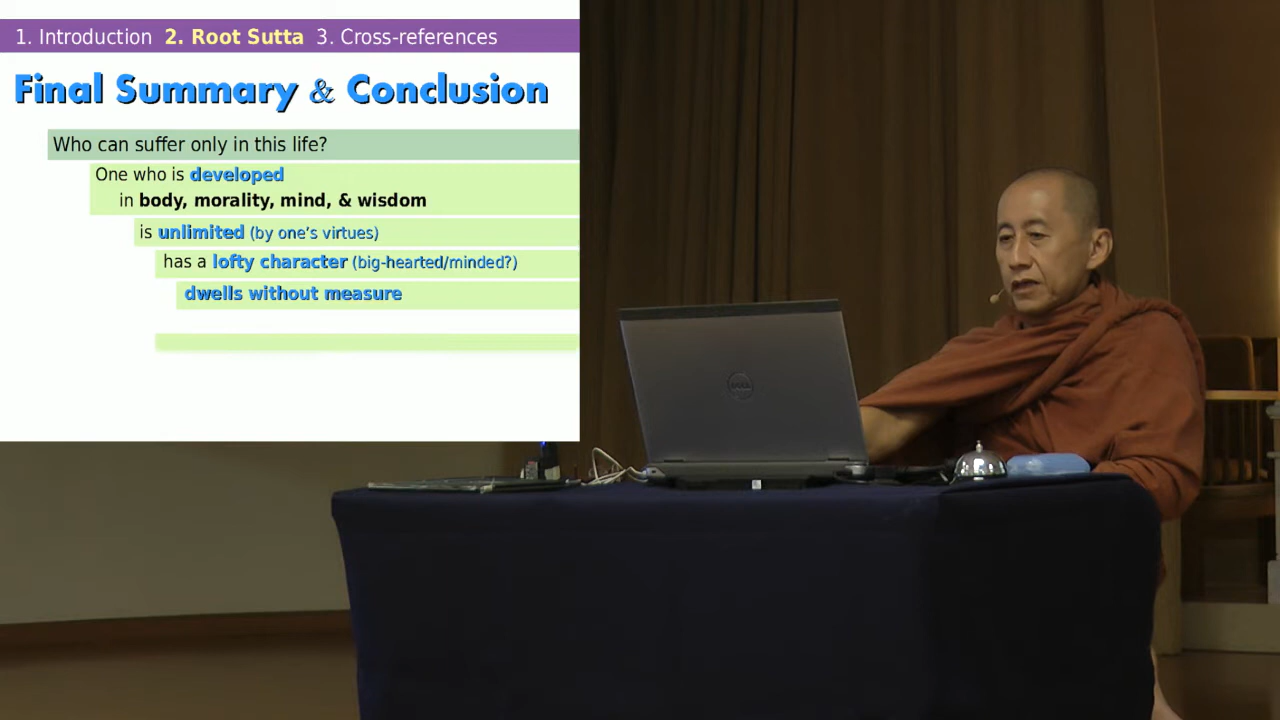 1. Introduction 2. Root Sutta 3. Cross-references
Final Summary & Conclusion
Who can suffer only in this life?
One who is developed
in body, morality, mind, & wisdom
is unlimited (by one's virtues)
has a lofty character (big-hearted/minded?)
dwells without measure
DELL